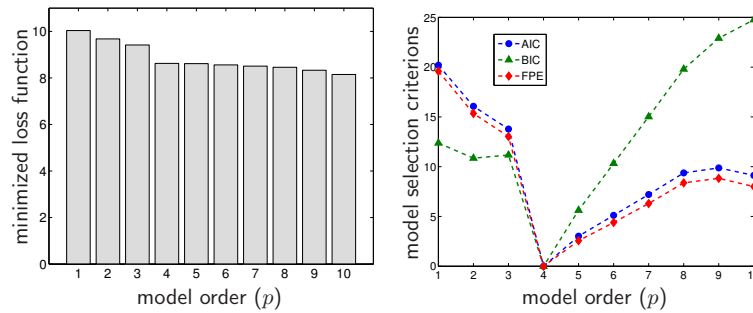 minimized loss function
10
8
6
4
2
0
1 2 3 4 5 6 7 8 9 10
model order (p)
model selection criterions
25
20
15
10
5
0
AIC
BIC
FPE
1 2 3 4 5 6 7 8 9 1
model order (p)